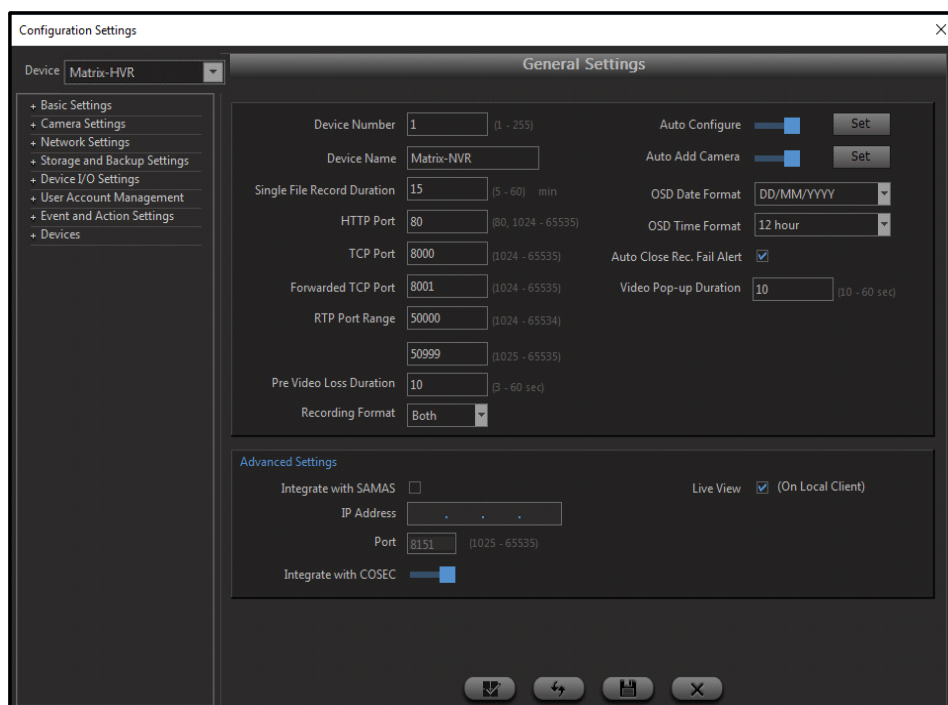 Configuration Settings
Device Matrix-HVR
+ Basic Settings
+ Camera Settings
+ Network Settings
+ Storage and Backup Settings
+ Device I/O Settings
+ User Account Management
+ Event and Action Settings
+ Devices
General Settings
Device Number 1 (1 - 255)
Device Name Matrix-NVR
Single File Record Duration 15 (5 - 60) min
HTTP Port 80 (80, 1024 - 65535)
TCP Port 8000 (1024 - 65535)
Forwarded TCP Port 8001 (1024 - 65535)
RTP Port Range 50000 (1024 - 65534)
50999 (1025 - 65535)
Pre Video Loss Duration 10 (3 - 60 sec)
Recording Format Both
Auto Configure Set
Auto Add Camera Set
OSD Date Format DD/MM/YYYY
OSD Time Format 12 hour
Auto Close Rec. Fail Alert
Video Pop-up Duration 10 (10 - 60 sec)
Advanced Settings
Integrate with SAMAS
IP Address . . .
Port 8151 (1025 - 65535)
Integrate with COSEC
Live View (On Local Client)